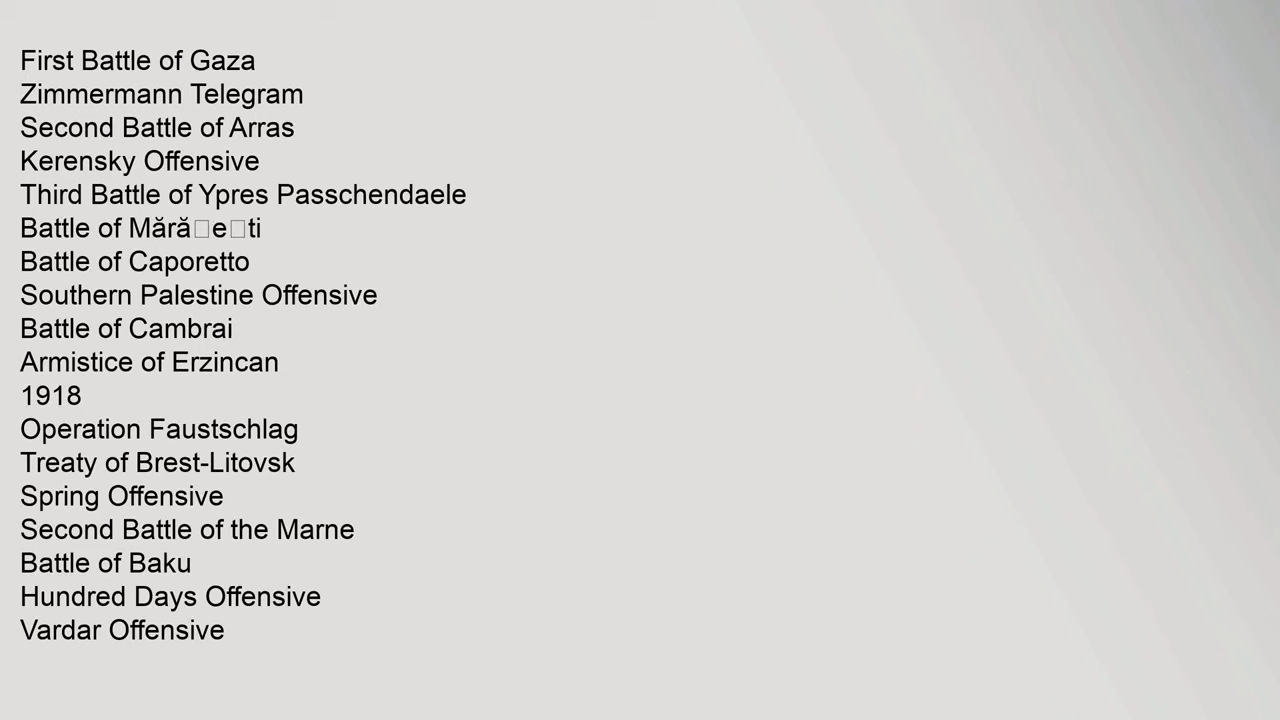 First Battle of Gaza
Zimmermann Telegram
Second Battle of Arras
Kerensky Offensive
Third Battle of Ypres Passchendaele
Battle of Mără□e□ti
Battle of Caporetto
Southern Palestine Offensive
Battle of Cambrai
Armistice of Erzincan
1918
Operation Faustschlag
Treaty of Brest-Litovsk
Spring Offensive
Second Battle of the Marne
Battle of Baku
Hundred Days Offensive
Vardar Offensive